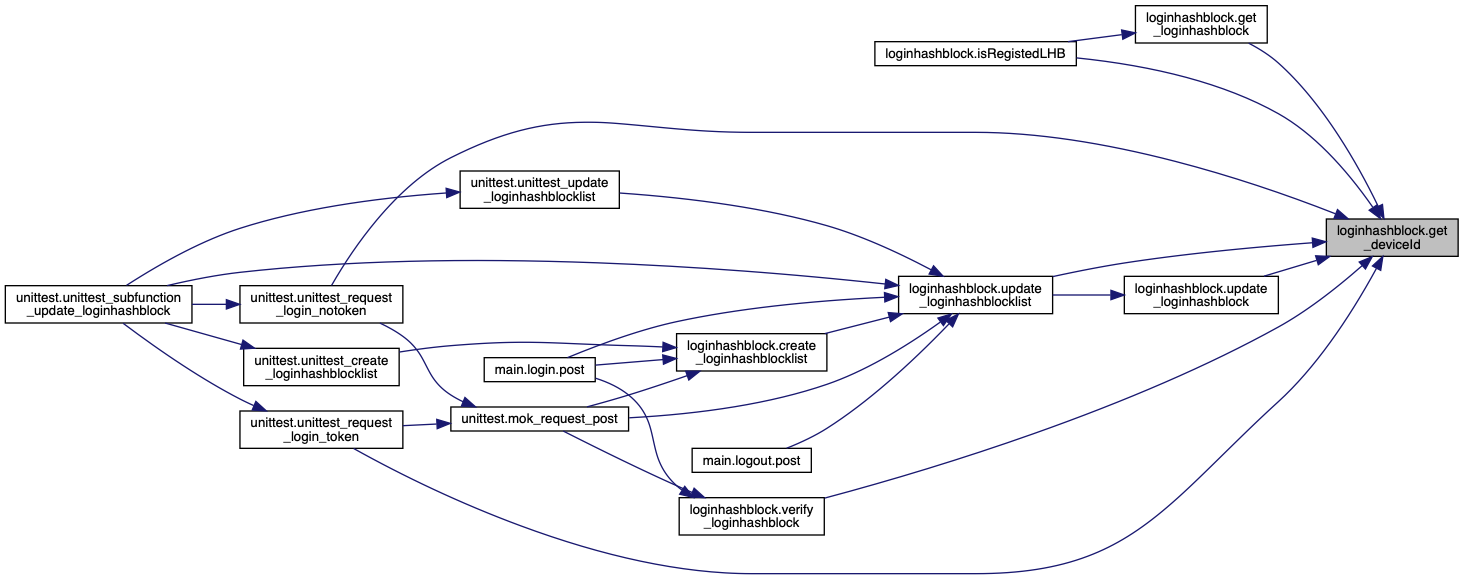 loginhashblock.get
_loginhashblock
loginhashblock.isRegistedLHB
unittest.unittest_update
_loginhashblocklist
loginhashblock.get
_deviceId
unittest.unittest_subfunction
_update_loginhashblock
unittest.unittest_request
_login_notoken
loginhashblock.update
_loginhashblocklist
loginhashblock.update
_loginhashblock
unittest.unittest_create
_loginhashblocklist
main.login.post
loginhashblock.create
_loginhashblocklist
unittest.unittest_request
_login_token
unittest.mok_request_post
main.logout.post
loginhashblock.verify
_loginhashblock